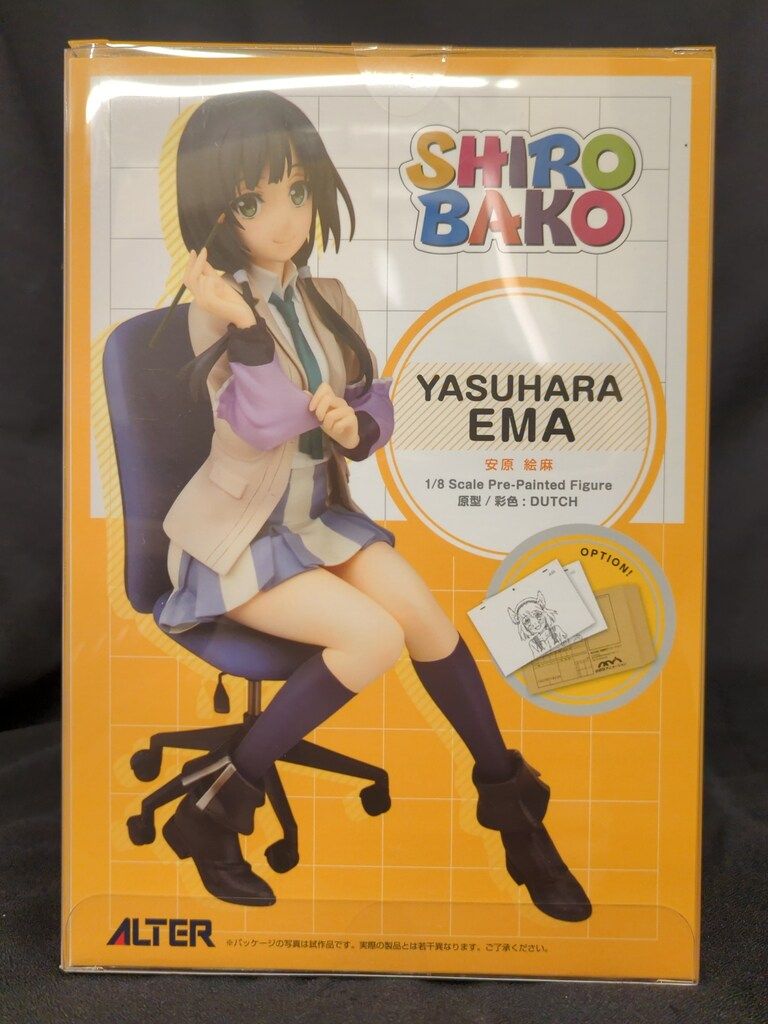 SHIRO
BAKO
YASUHARA
EMA
安原 絵麻
1/8 Scale Pre-Painted Figure
原型 / 彩色 : DUTCH
OPTION!
ALTER
※パッケージの写真は試作品です。実際の製品とは若干異なります。ご了承ください。